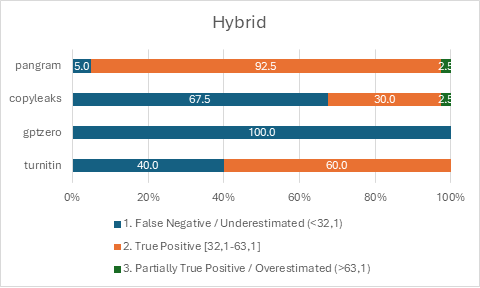 Hybrid
pangram 5.0 92.5 2.5
copyleaks 67.5 30.0 2.5
gptzero 100.0
turnitin 40.0 60.0
0% 20% 40% 60% 80% 100%
1. False Negative / Underestimated (<32,1)
2. True Positive [32,1-63,1]
3. Partially True Positive / Overestimated (>63,1)